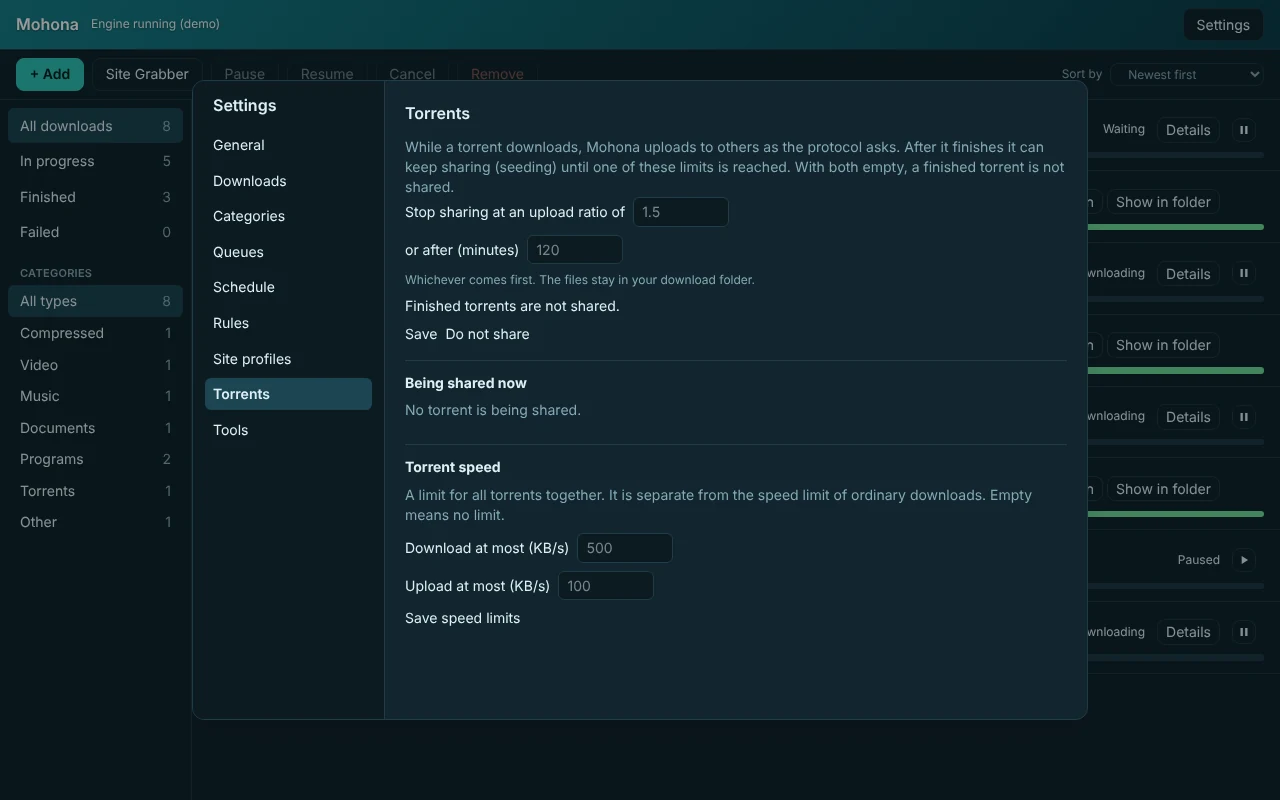 Mohona Engine running (demo) Settings
+ Add Site Grabber Pause Resume Cancel Remove Sort by Newest first
All downloads 8
In progress 5
Finished 3
Failed 0
CATEGORIES
All types 8
Compressed 1
Video 1
Music 1
Documents 1
Programs 2
Torrents 1
Other 1
Settings
General
Downloads
Categories
Queues
Schedule
Rules
Site profiles
Torrents
Tools
Torrents
While a torrent downloads, Mohona uploads to others as the protocol asks. After it finishes it can
keep sharing (seeding) until one of these limits is reached. With both empty, a finished torrent is not
shared.
Stop sharing at an upload ratio of 1.5
or after (minutes) 120
Whichever comes first. The files stay in your download folder.
Finished torrents are not shared.
Save Do not share
Being shared now
No torrent is being shared.
Torrent speed
A limit for all torrents together. It is separate from the speed limit of ordinary downloads. Empty
means no limit.
Download at most (KB/s) 500
Upload at most (KB/s) 100
Save speed limits
Waiting Details
Show in folder
wnloading Details
Show in folder
wnloading Details
Show in folder
Paused
wnloading Details